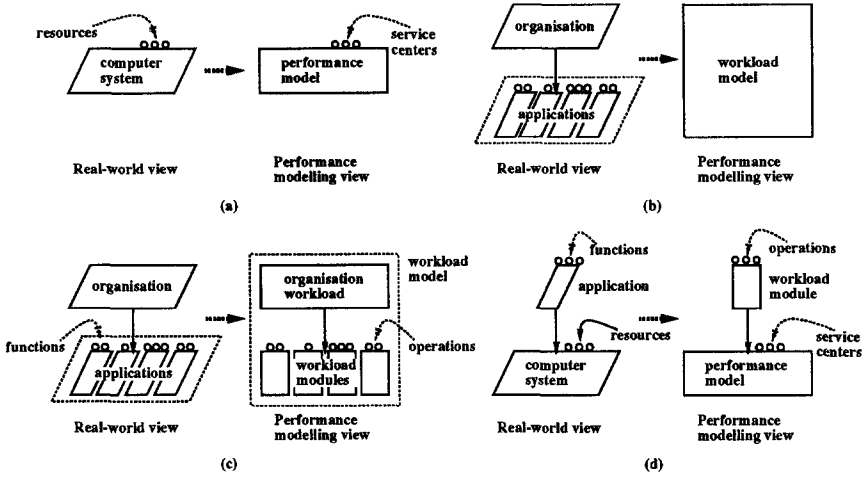 resources
computer
system
Real-world view
service
centers
performance
model
Performance
modelling view
(a)
organisation
applications
Real-world view
workload
model
Performance
modelling view
(b)
organisation
functions
applications
Real-world view
workload
model
organisation
workload
operations
workload
modules
Performance
modelling view
(c)
functions
application
resources
computer
system
Real-world view
operations
workload
module
service
centers
performance
model
Performance
modelling view
(d)